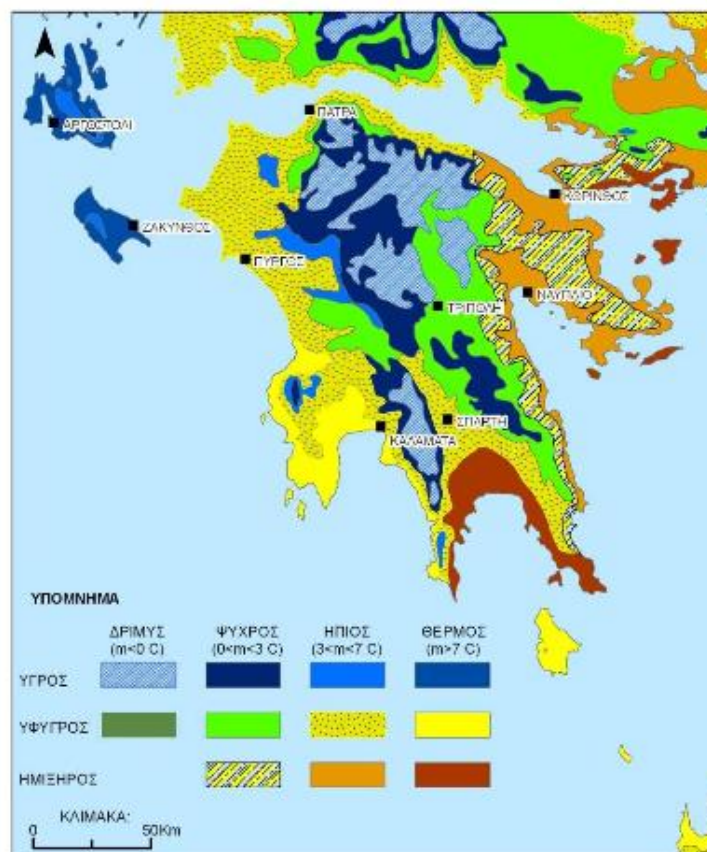 ΠΑΤΡΑ
ΑΡΓΟΣΤΟΛΙ
ΚΟΡΙΝΘΟΣ
ΖΑΚΥΝΘΟΣ
ΠΥΡΓΟΣ
ΝΑΥΠΛΙΟ
ΤΡΙΠΟΛΗ
ΣΠΑΡΤΗ
ΚΑΛΑΜΑΤΑ
ΥΠΟΜΝΗΜΑ
ΔΡΙΜΥΣ ΨΥΧΡΟΣ ΗΠΙΟΣ ΘΕΡΜΟΣ
(m<0 C) (0<m<3 C) (3<m<7 C) (m>7 C)
ΥΓΡΟΣ
ΥΦΥΓΡΟΣ
ΗΜΙΞΗΡΟΣ
ΚΛΙΜΑΚΑ:
0 50Km